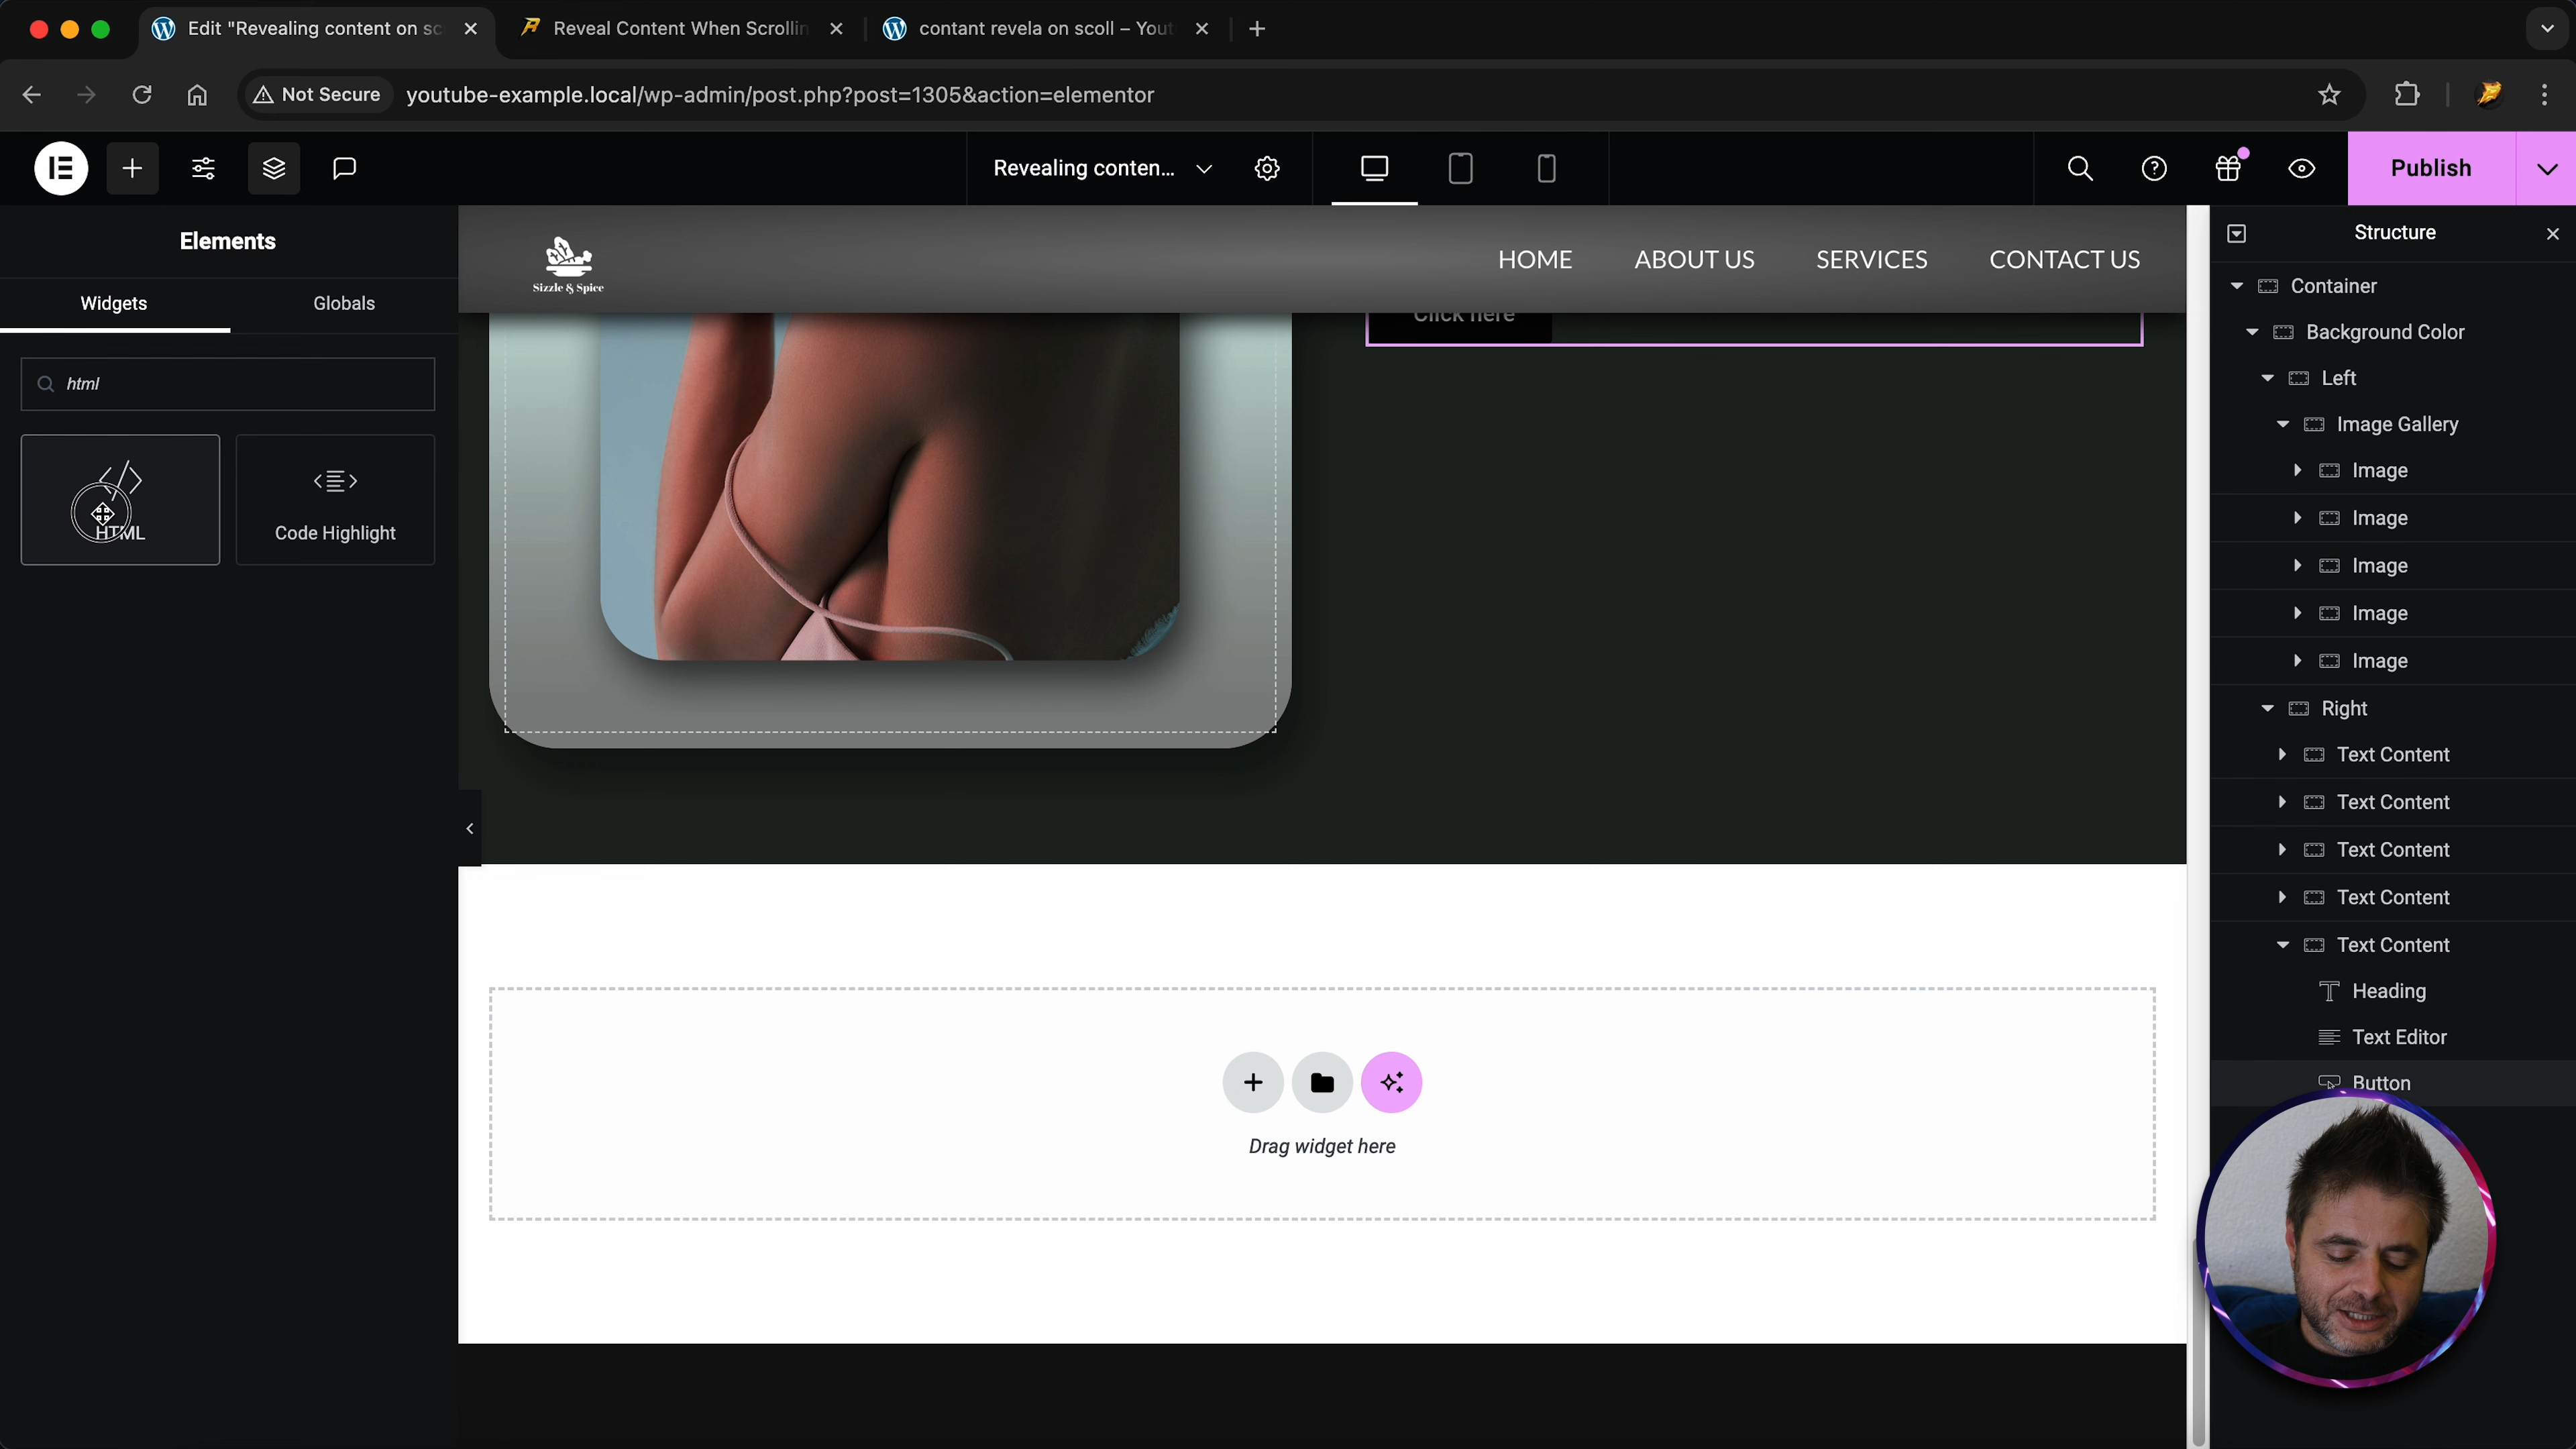 Edit "Revealing content on sc
Reveal Content When Scrollin
contant revela on scoll – Yout
Not Secure
youtube-example.local/wp-admin/post.php?post=1305&action=elementor
Revealing conten...
Publish
Elements
Widgets
Globals
html
HTML
Code Highlight
Sizzle & Spice
HOME
ABOUT US
SERVICES
CONTACT US
Click here
Drag widget here
Structure
Container
Background Color
Left
Image Gallery
Image
Image
Image
Image
Image
Right
Text Content
Text Content
Text Content
Text Content
Text Content
Heading
Text Editor
Button